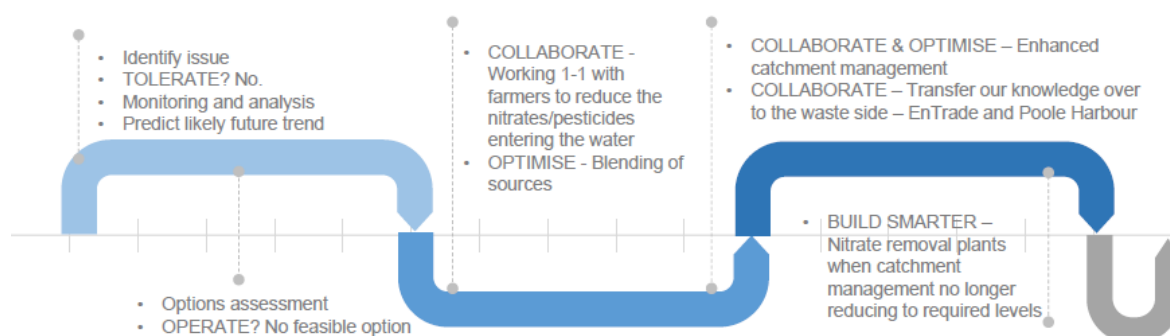 • Identify issue
• TOLERATE? No.
• Monitoring and analysis
• Predict likely future trend
• Options assessment
• OPERATE? No feasible option
• COLLABORATE -
Working 1-1 with
farmers to reduce the
nitrates/pesticides
entering the water
• OPTIMISE - Blending of
sources
• COLLABORATE & OPTIMISE – Enhanced
catchment management
• COLLABORATE – Transfer our knowledge over
to the waste side – EnTrade and Poole Harbour
• BUILD SMARTER –
Nitrate removal plants
when catchment
management no longer
reducing to required levels